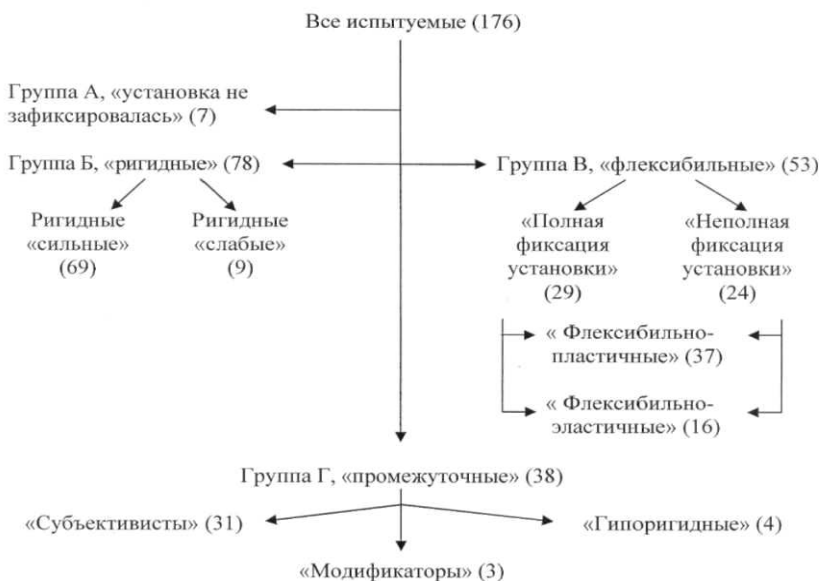 Все испытуемые (176)
Группа А, «установка не
зафиксировалась» (7)
Группа Б, «ригидные» (78)
Группа В, «флексибильные» (53)
Ригидные
«сильные»
(69)
Ригидные
«слабые»
(9)
«Полная
фиксация
установки»
(29)
«Неполная
фиксация
установки»
(24)
« Флексибильно-
пластичные» (37)
« Флексибильно-
эластичные» (16)
Группа Г, «промежуточные» (38)
«Субъективисты» (31)
«Гипоригидные» (4)
«Модификаторы» (3)